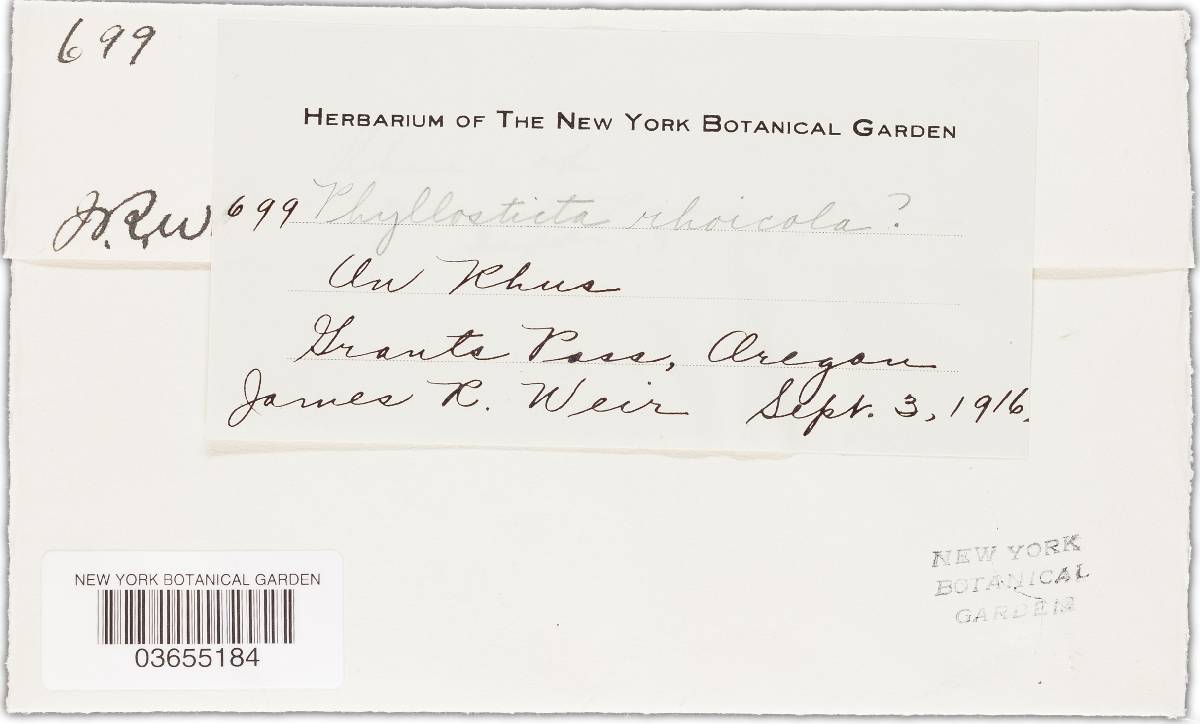 699
HERBARIUM OF THE NEW YORK BOTANICAL GARDEN
J.R.W 699 Phyllosticta rhoicola?
On Rhus
Grants Pass, Oregon
James R. Weir Sept. 3, 1916.
NEW YORK
BOTANICAL
GARDEN
NEW YORK BOTANICAL GARDEN
03655184